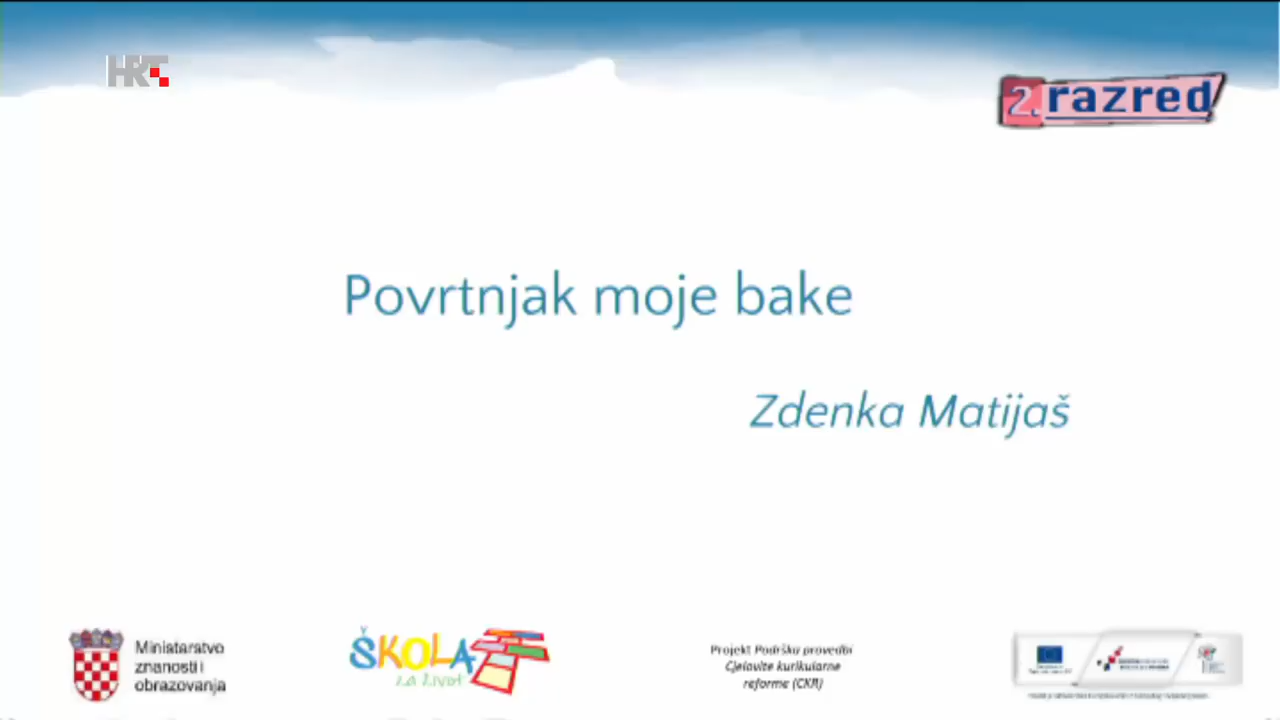 HRT
2. razred
Povrtnjak moje bake
Zdenka Matijaš
Ministarstvo
znanosti i
obrazovanja
ŠKOLA
za život
Projekt Podrška provedbi
Cjelovite kurikularne
reforme (CKR)